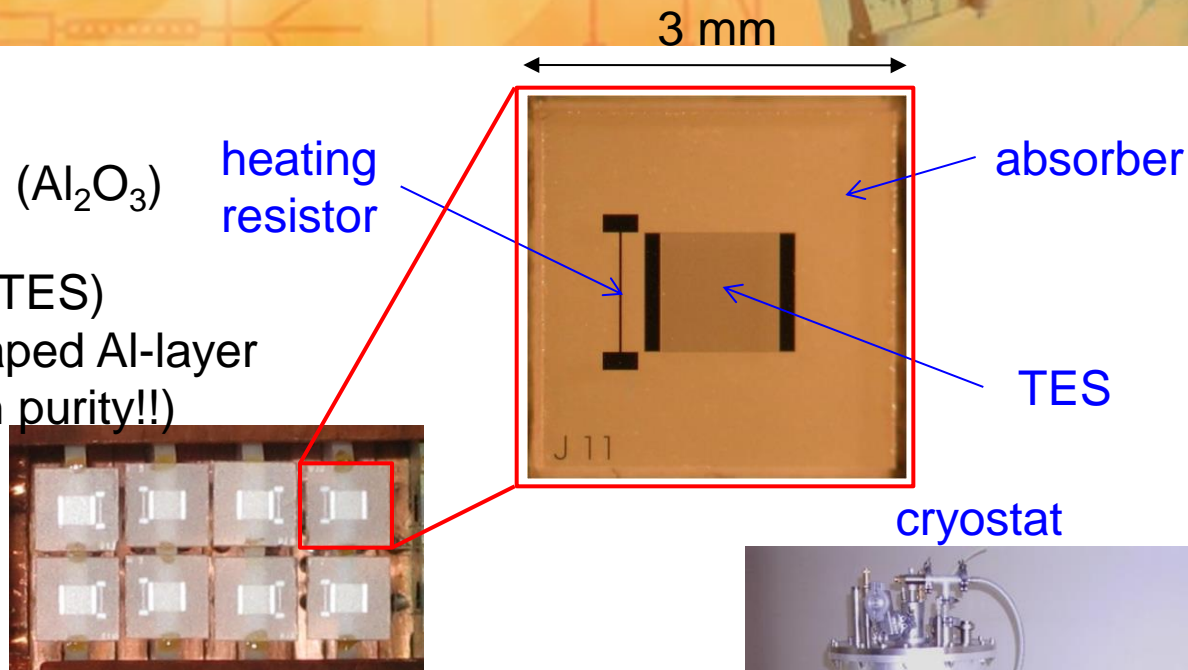 3 mm
(Al₂O₃)
heating
resistor
absorber
TES)
aped Al-layer
purity!!)
TES
J 11
cryostat